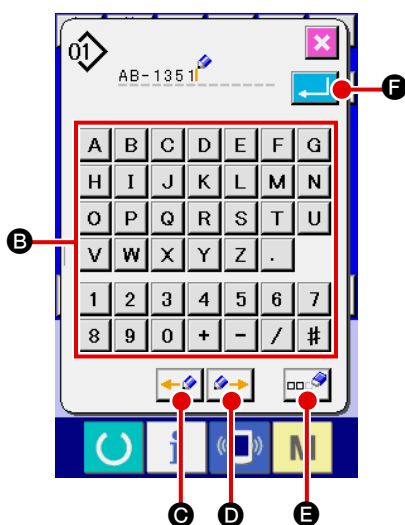 01
AB-1351
F
A B C D E F G
H I J K L M N
O P Q R S T U
B
V W X Y Z .
1 2 3 4 5 6 7
8 9 0 + - / #
i M
C D E